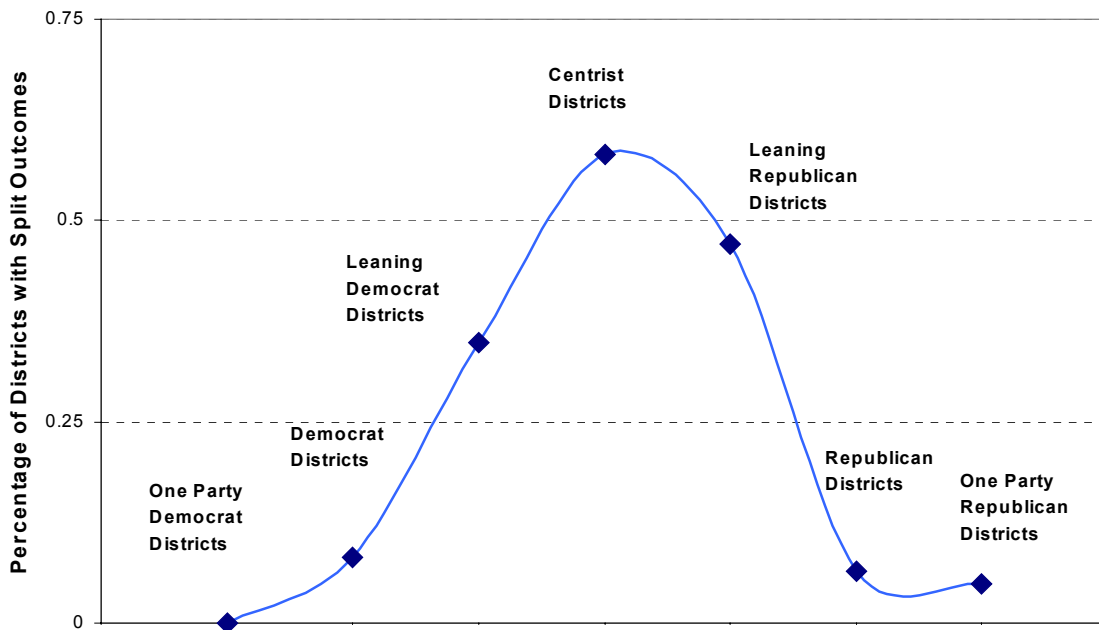 Percentage of Districts with Split Outcomes
0.75
0.5
0.25
0
One Party
Democrat
Districts
Democrat
Districts
Leaning
Democrat
Districts
Centrist
Districts
Leaning
Republican
Districts
Republican
Districts
One Party
Republican
Districts